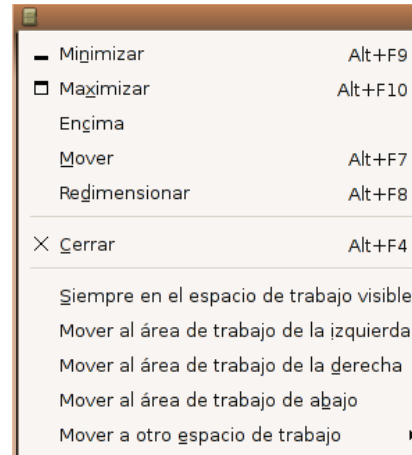 Minimizar Alt+F9
Maximizar Alt+F10
Encima
Mover Alt+F7
Redimensionar Alt+F8
Cerrar Alt+F4
Siempre en el espacio de trabajo visible
Mover al área de trabajo de la izquierda
Mover al área de trabajo de la derecha
Mover al área de trabajo de abajo
Mover a otro espacio de trabajo